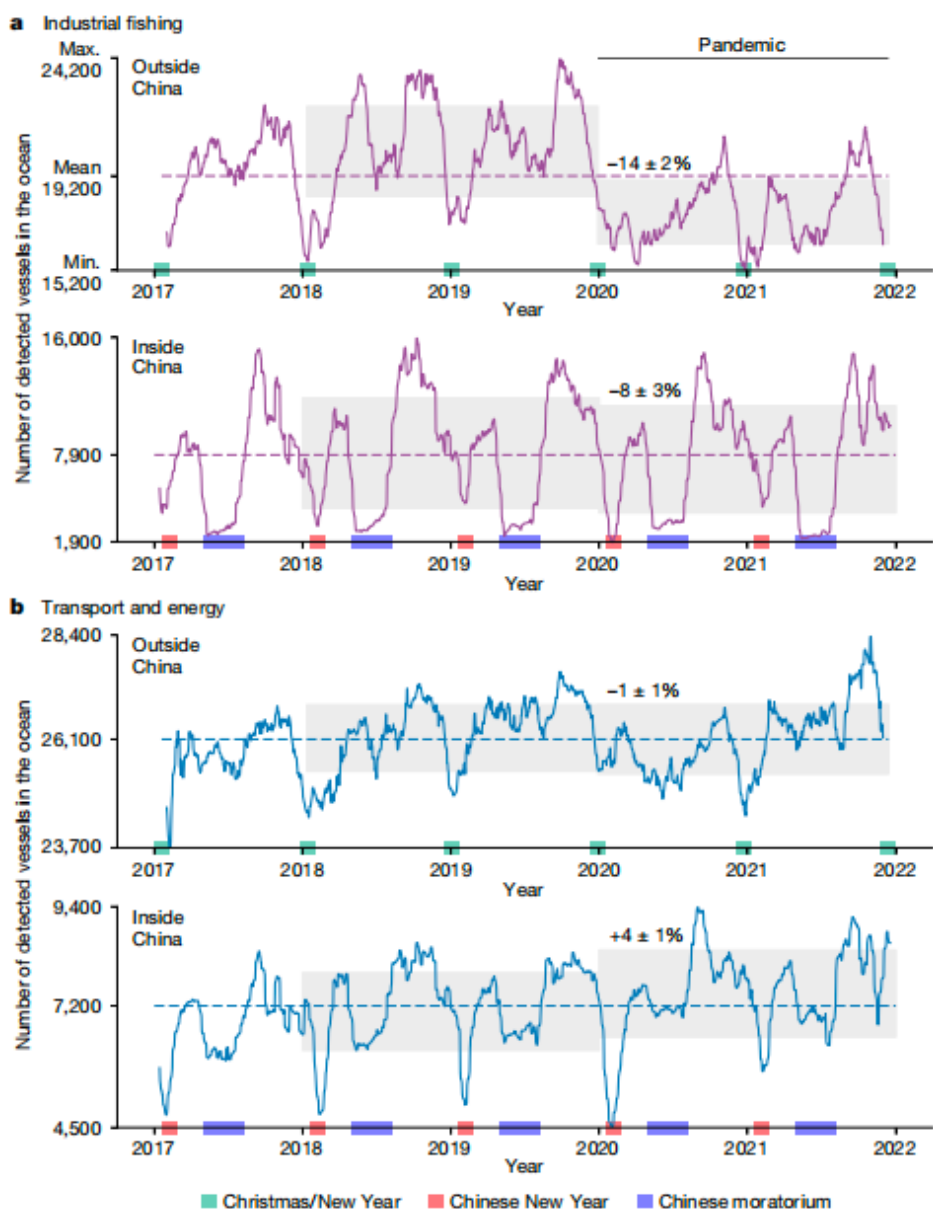 a Industrial fishing
Max.
24,200
Outside
China
Pandemic
Mean
19,200
−14 ± 2%
Min.
15,200
2017 2018 2019 2020 2021 2022
Year
Number of detected vessels in the ocean
16,000
Inside
China
−8 ± 3%
7,900
1,900
2017 2018 2019 2020 2021 2022
Year
b Transport and energy
28,400
Outside
China
−1 ± 1%
26,100
23,700
2017 2018 2019 2020 2021 2022
Year
Number of detected vessels in the ocean
9,400
Inside
China
+4 ± 1%
7,200
4,500
2017 2018 2019 2020 2021 2022
Year
Christmas/New Year Chinese New Year Chinese moratorium